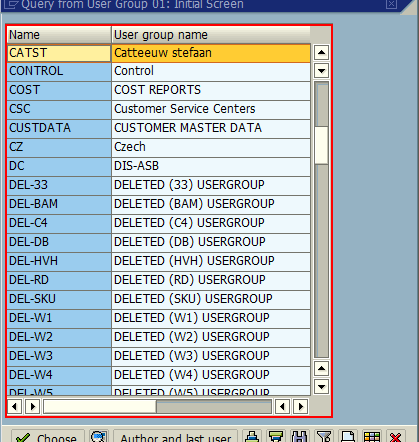 Query from User Group 01: Initial Screen
Name User group name
CATST Catteeuw stefaan
CONTROL Control
COST COST REPORTS
CSC Customer Service Centers
CUSTDATA CUSTOMER MASTER DATA
CZ Czech
DC DIS-ASB
DEL-33 DELETED (33) USERGROUP
DEL-BAM DELETED (BAM) USERGROUP
DEL-C4 DELETED (C4) USERGROUP
DEL-DB DELETED (DB) USERGROUP
DEL-HVH DELETED (HVH) USERGROUP
DEL-RD DELETED (RD) USERGROUP
DEL-SKU DELETED (SKU) USERGROUP
DEL-W1 DELETED (W1) USERGROUP
DEL-W2 DELETED (W2) USERGROUP
DEL-W3 DELETED (W3) USERGROUP
DEL-W4 DELETED (W4) USERGROUP
DEL-W5 DELETED (W5) USERGROUP
Choose Author and last user